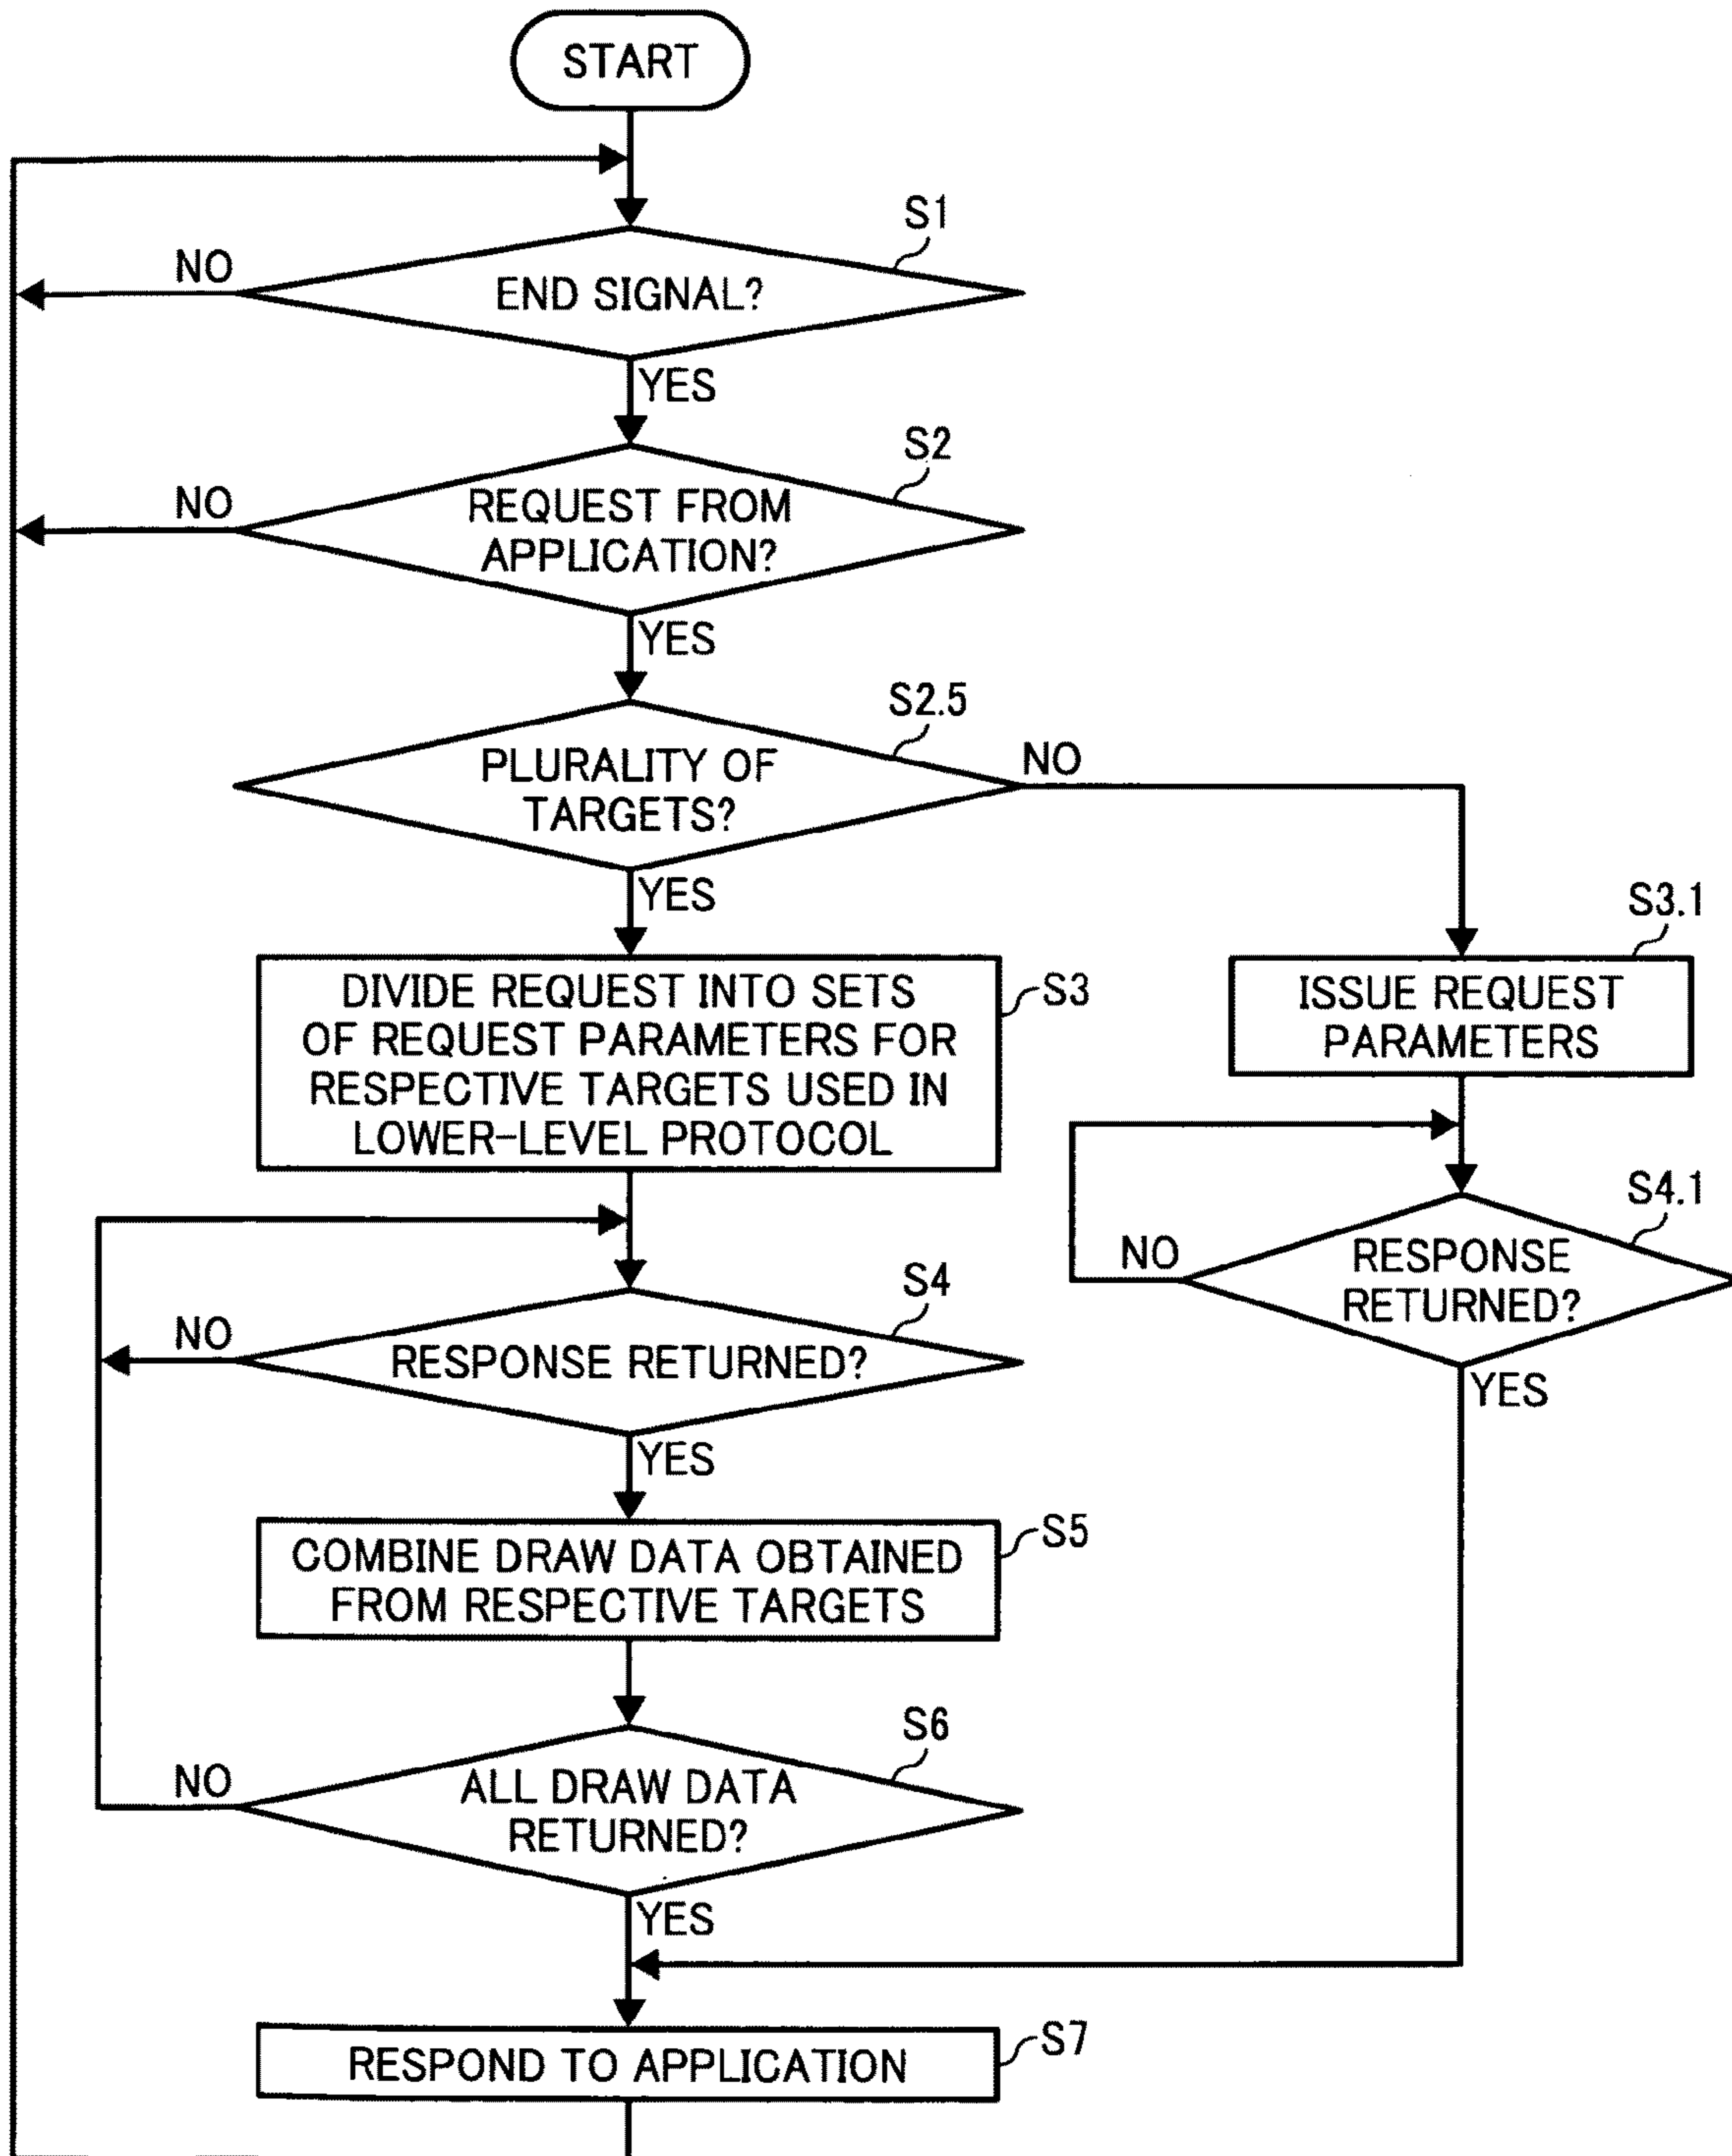 START
S1
NO
END SIGNAL?
YES
S2
NO
REQUEST FROM
APPLICATION?
YES
S2.5
PLURALITY OF
TARGETS?
NO
YES
S3.1
DIVIDE REQUEST INTO SETS
OF REQUEST PARAMETERS FOR
RESPECTIVE TARGETS USED IN
LOWER-LEVEL PROTOCOL
S3
ISSUE REQUEST
PARAMETERS
S4.1
NO
RESPONSE
RETURNED?
YES
S4
NO
RESPONSE RETURNED?
YES
COMBINE DRAW DATA OBTAINED
FROM RESPECTIVE TARGETS
S5
S6
NO
ALL DRAW DATA
RETURNED?
YES
RESPOND TO APPLICATION
S7